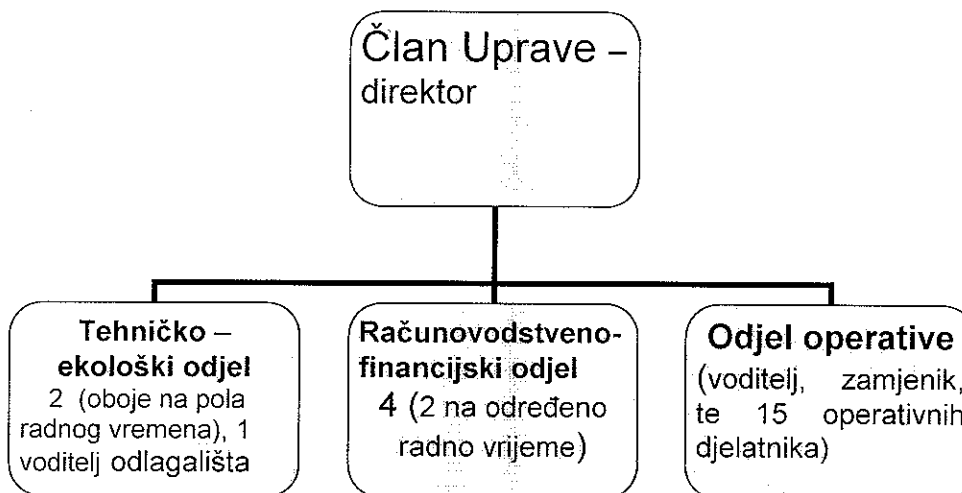 Član Uprave –
direktor
Tehničko –
ekološki odjel
2 (oboje na pola
radnog vremena), 1
voditelj odlagališta
Računovodstveno-
financijski odjel
4 (2 na određeno
radno vrijeme)
Odjel operative
(voditelj, zamjenik,
te 15 operativnih
djelatnika)